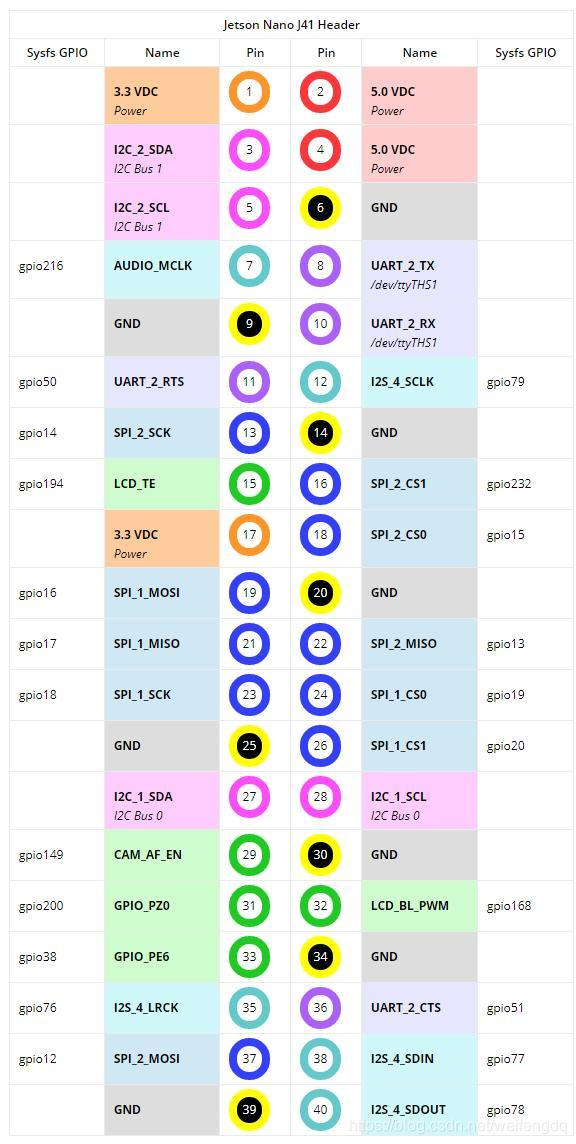 Jetson Nano J41 Header
Sysfs GPIO Name Pin Pin Name Sysfs GPIO
3.3 VDC 1 2 5.0 VDC
Power Power
I2C_2_SDA 3 4 5.0 VDC
I2C Bus 1 Power
I2C_2_SCL 5 6 GND
I2C Bus 1
gpio216 AUDIO_MCLK 7 8 UART_2_TX
/dev/ttyTHS1
GND 9 10 UART_2_RX
/dev/ttyTHS1
gpio50 UART_2_RTS 11 12 I2S_4_SCLK gpio79
gpio14 SPI_2_SCK 13 14 GND
gpio194 LCD_TE 15 16 SPI_2_CS1 gpio232
3.3 VDC 17 18 SPI_2_CS0 gpio15
Power
gpio16 SPI_1_MOSI 19 20 GND
gpio17 SPI_1_MISO 21 22 SPI_2_MISO gpio13
gpio18 SPI_1_SCK 23 24 SPI_1_CS0 gpio19
GND 25 26 SPI_1_CS1 gpio20
I2C_1_SDA 27 28 I2C_1_SCL
I2C Bus 0 I2C Bus 0
gpio149 CAM_AF_EN 29 30 GND
gpio200 GPIO_PZ0 31 32 LCD_BL_PWM gpio168
gpio38 GPIO_PE6 33 34 GND
gpio76 I2S_4_LRCK 35 36 UART_2_CTS gpio51
gpio12 SPI_2_MOSI 37 38 I2S_4_SDIN gpio77
GND 39 40 I2S_4_SDOUT gpio78
https://blog.csdn.net/weifengdq